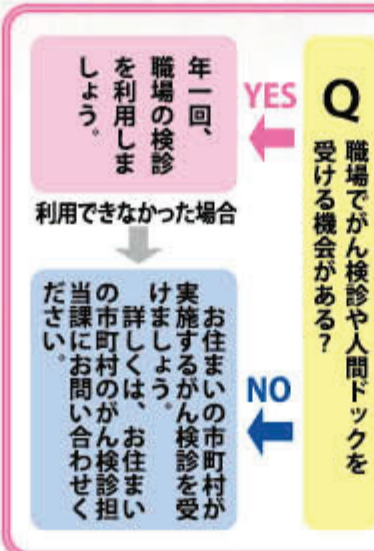 Q
職場でがん検診や人間ドックを
受ける機会がある?
YES
年一回、
職場の検診
を利用しま
しょう。
利用できなかった場合
NO
お住まいの市町村が
実施するがん検診を受
けましょう。
詳しくは、お住まい
の市町村のがん検診担
当課にお問い合わせく
ださい。